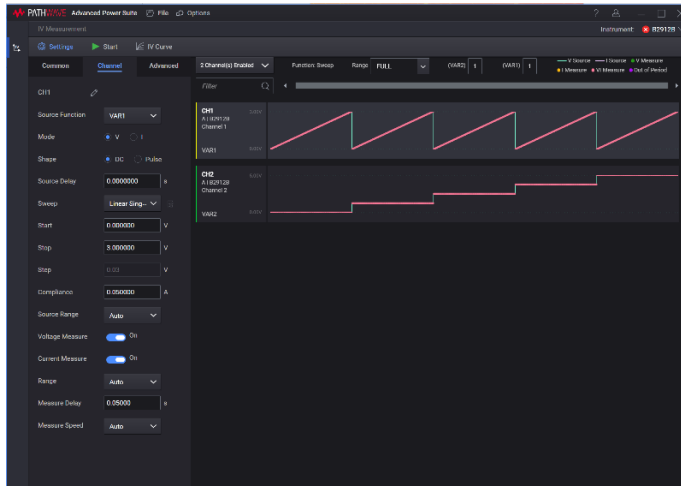 PATHWAVE Advanced Power Suite File Options ?
IV Measurement Instrument: B2912B
Settings Start IV Curve
Common Channel Advanced
2 Channel(s) Enabled Function: Sweep Range FULL (VAR2) 1 (VAR1) 1
V Source I Source V Measure
I Measure VI Measure Out of Period
Filter
CH1
Source Function VAR1
Mode V I
Shape DC Pulse
Source Delay 0.0000000 s
Sweep Linear Sing...
Start 0.000000 V
Stop 3.000000 V
Step 0.03 V
Compliance 0.050000 A
Source Range Auto
Voltage Measure On
Current Measure On
Range Auto
Measure Delay 0.05000 s
Measure Speed Auto
CH1
A | B2912B
Channel 1
VAR1
CH2
A | B2912B
Channel 2
VAR2